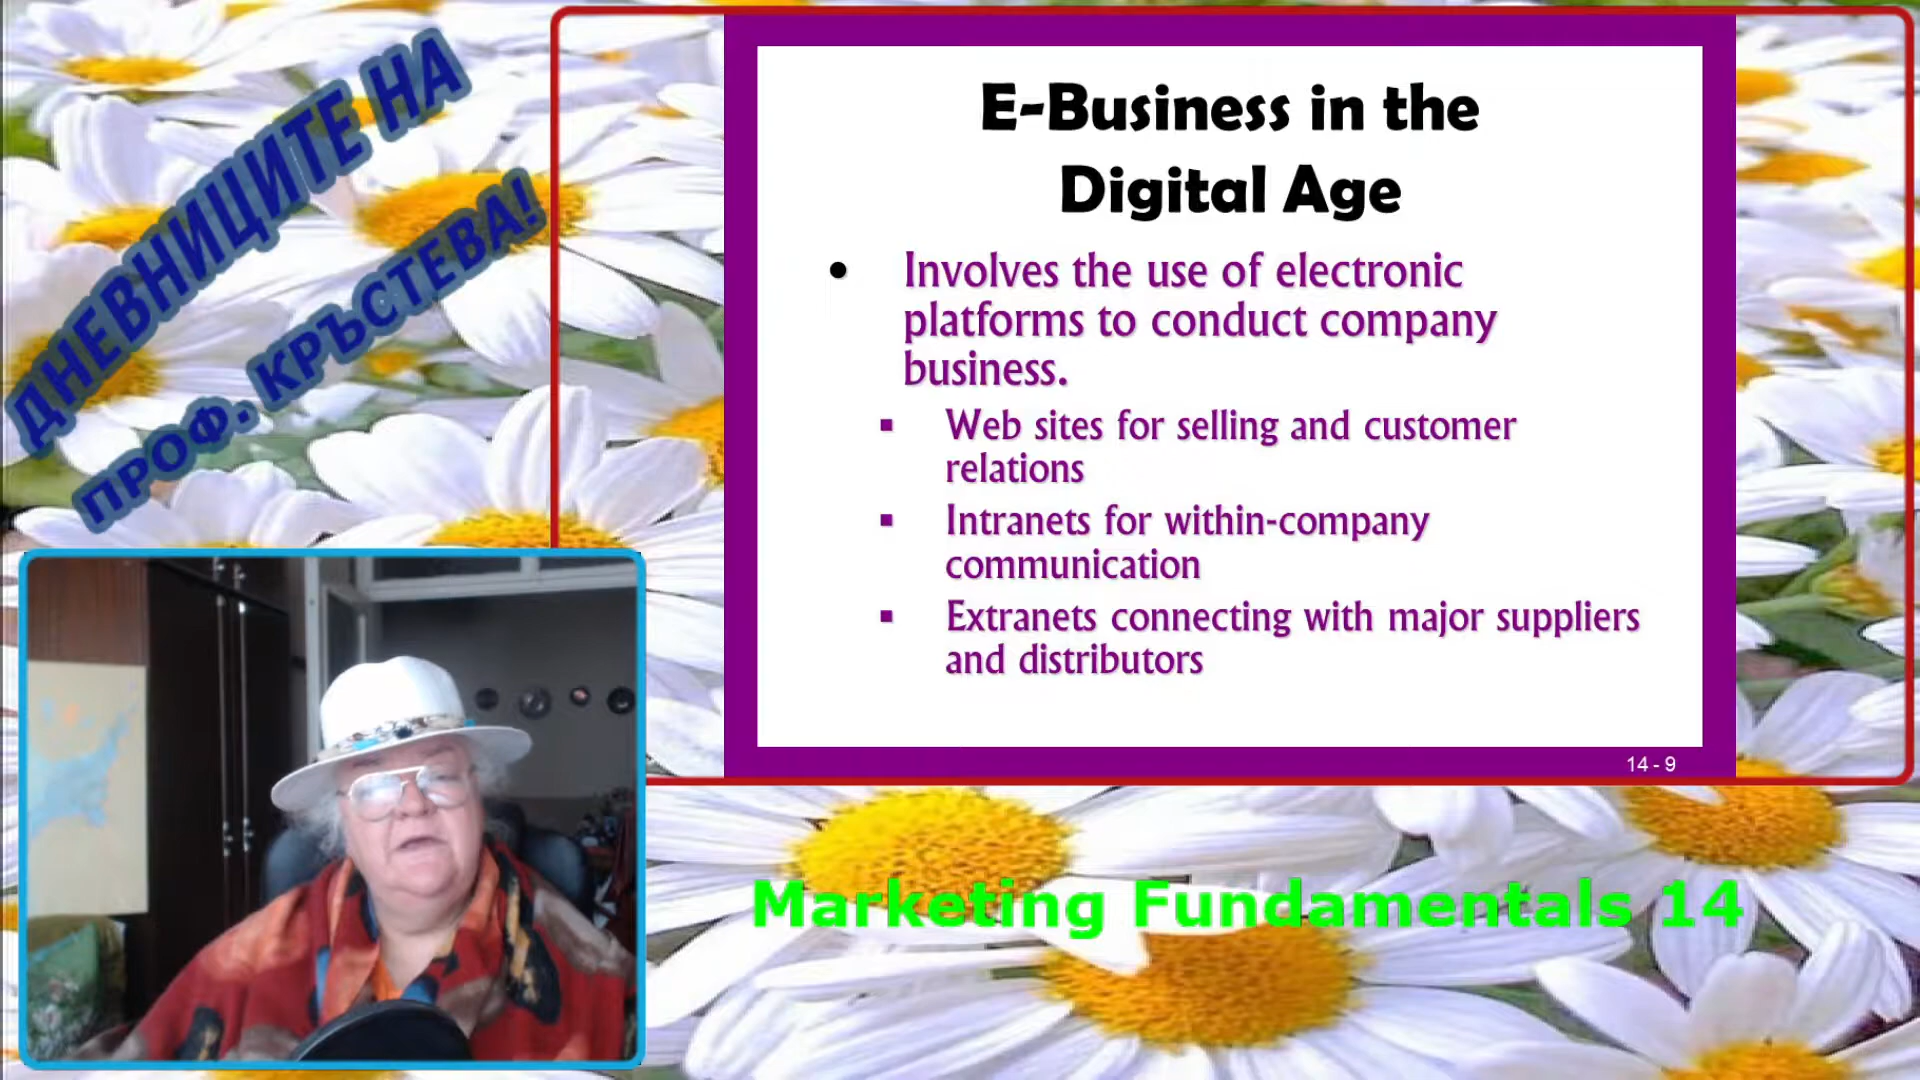 ДНЕВНИЦИТЕ НА
ПРОФ. КРЪСТЕВА!
E-Business in the
Digital Age
• Involves the use of electronic
platforms to conduct company
business.
▪ Web sites for selling and customer
relations
▪ Intranets for within-company
communication
▪ Extranets connecting with major suppliers
and distributors
14 - 9
Marketing Fundamentals 14